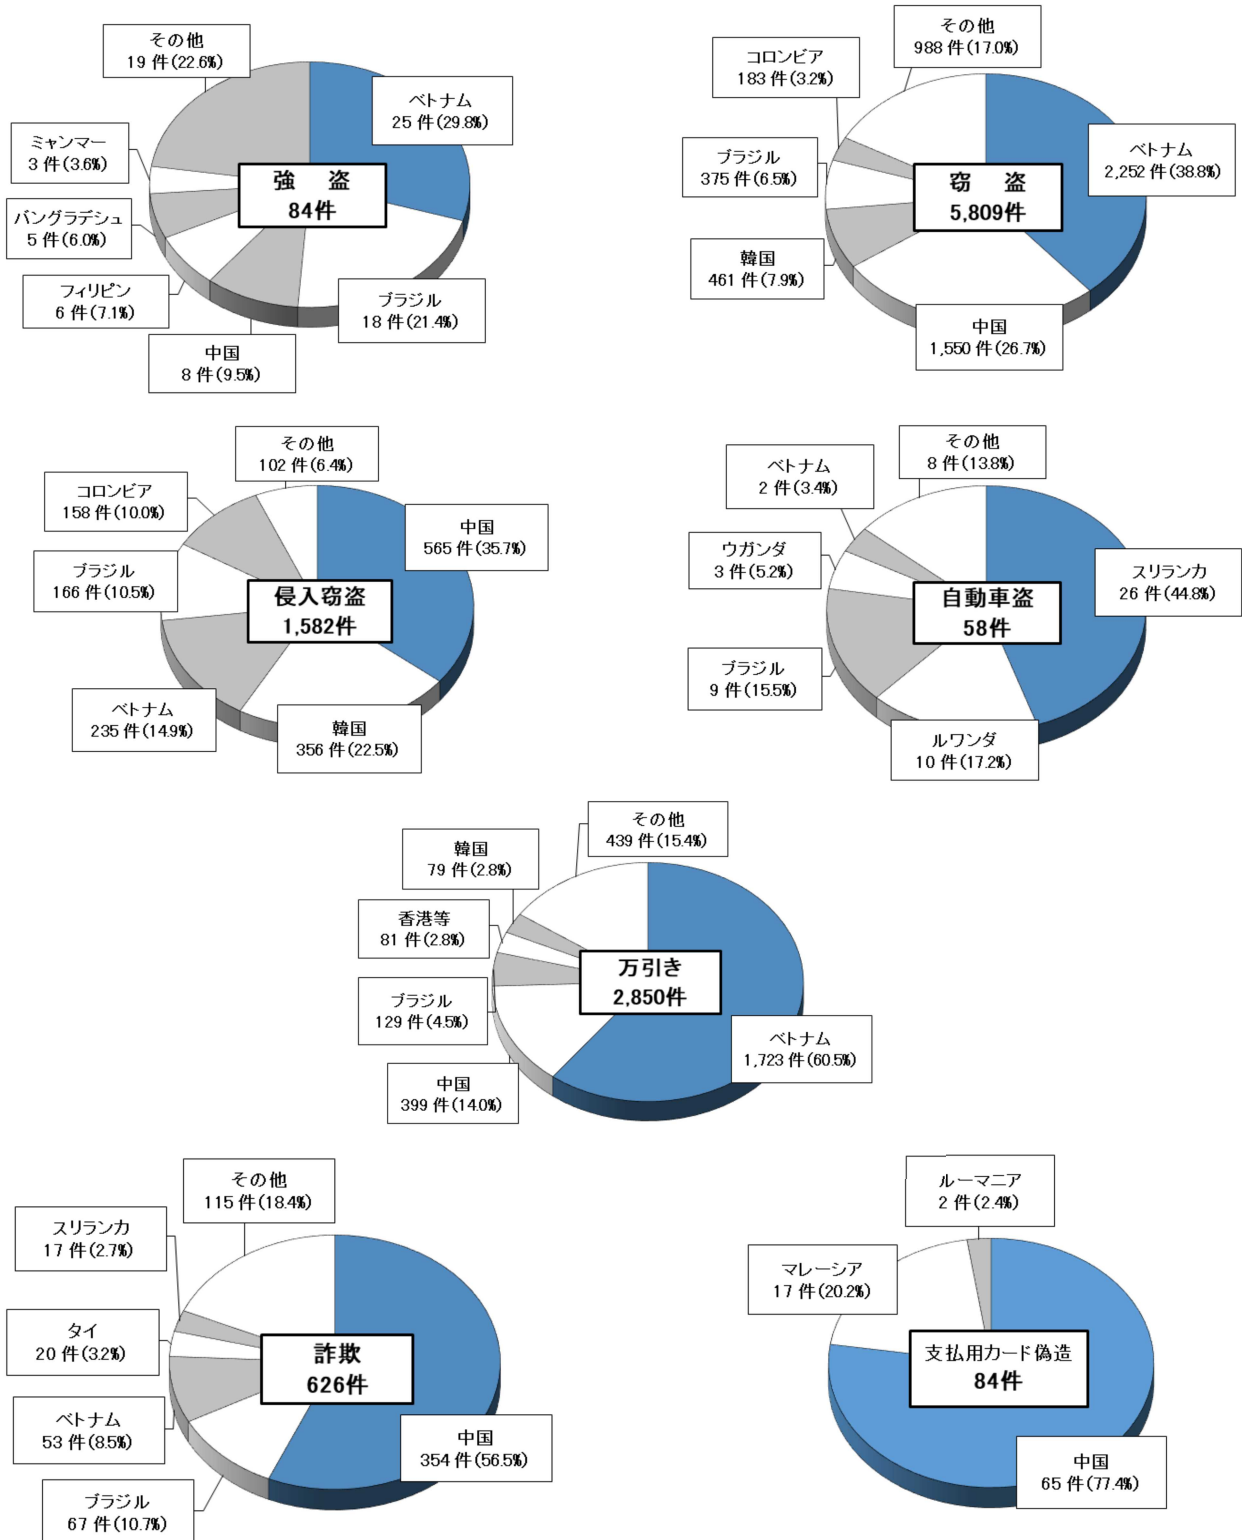 その他
19 件(22.6%)
ベトナム
25 件(29.8%)
ミャンマー
3 件(3.6%)
強 盗
84件
バングラデシュ
5 件(6.0%)
フィリピン
6 件(7.1%)
ブラジル
18 件(21.4%)
中国
8 件(9.5%)
その他
988 件(17.0%)
コロンビア
183 件(3.2%)
ベトナム
2,252 件(38.8%)
ブラジル
375 件(6.5%)
窃 盗
5,809件
韓国
461 件(7.9%)
中国
1,550 件(26.7%)
その他
102 件(6.4%)
コロンビア
158 件(10.0%)
中国
565 件(35.7%)
ブラジル
166 件(10.5%)
侵入窃盗
1,582件
ベトナム
235 件(14.9%)
韓国
356 件(22.5%)
その他
8 件(13.8%)
ベトナム
2 件(3.4%)
ウガンダ
3 件(5.2%)
スリランカ
26 件(44.8%)
自動車盗
58件
ブラジル
9 件(15.5%)
ルワンダ
10 件(17.2%)
その他
439 件(15.4%)
韓国
79 件(2.8%)
香港等
81 件(2.8%)
万引き
2,850件
ブラジル
129 件(4.5%)
ベトナム
1,723 件(60.5%)
中国
399 件(14.0%)
その他
115 件(18.4%)
スリランカ
17 件(2.7%)
タイ
20 件(3.2%)
詐欺
626件
ベトナム
53 件(8.5%)
中国
354 件(56.5%)
ブラジル
67 件(10.7%)
ルーマニア
2 件(2.4%)
マレーシア
17 件(20.2%)
支払用カード偽造
84件
中国
65 件(77.4%)